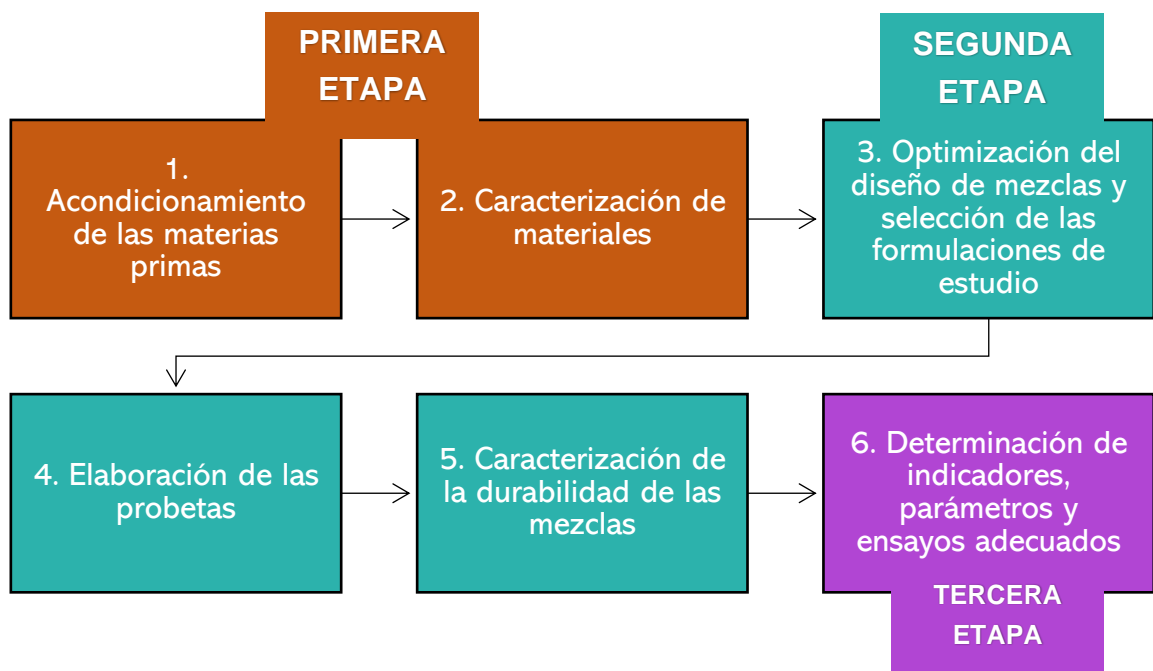 PRIMERA
ETAPA
SEGUNDA
ETAPA
1.
Acondicionamiento
de las materias
primas
2. Caracterización de
materiales
3. Optimización del
diseño de mezclas y
selección de las
formulaciones de
estudio
4. Elaboración de las
probetas
5. Caracterización de
la durabilidad de las
mezclas
6. Determinación de
indicadores,
parámetros y
ensayos adecuados
TERCERA
ETAPA